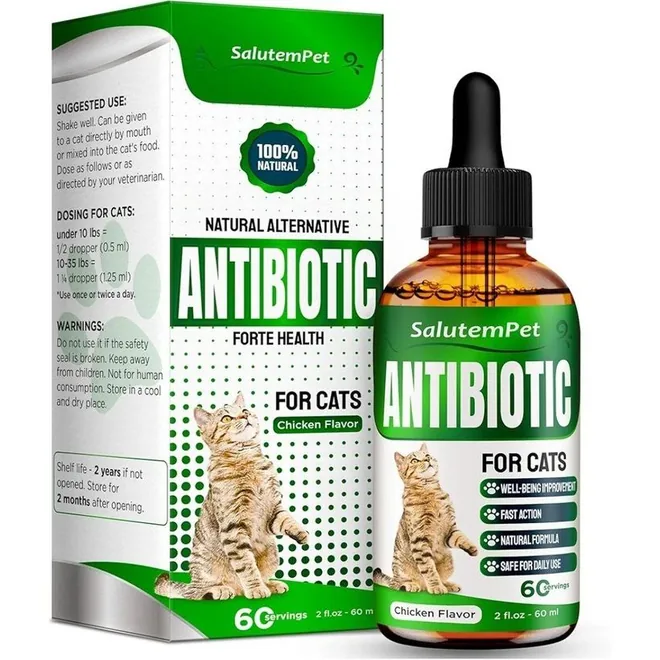 SalutemPet
100%
NATURAL
NATURAL ALTERNATIVE
ANTIBIOTIC
FORTE HEALTH
FOR CATS
Chicken Flavor
60 servings
2 fl.oz - 60 ml
SUGGESTED USE:
Shake well. Can be given
to a cat directly by mouth
or mixed into the cat's food.
Dose as follows or as
directed by your veterinarian.
DOSING FOR CATS:
under 10 lbs =
1/2 dropper (0.5 ml)
10-35 lbs =
1 ¼ dropper (1.25 ml)
*Use once or twice a day.
WARNINGS:
Do not use it if the safety
seal is broken. Keep away
from children. Not for human
consumption. Store in a cool
and dry place.
Shelf life - 2 years if not
opened. Store for
2 months after opening.
SalutemPet
ANTIBIOTIC
FOR CATS
WELL-BEING IMPROVEMENT
FAST ACTION
NATURAL FORMULA
SAFE FOR DAILY USE
60 servings
Chicken Flavor
2 fl.oz - 60 ml